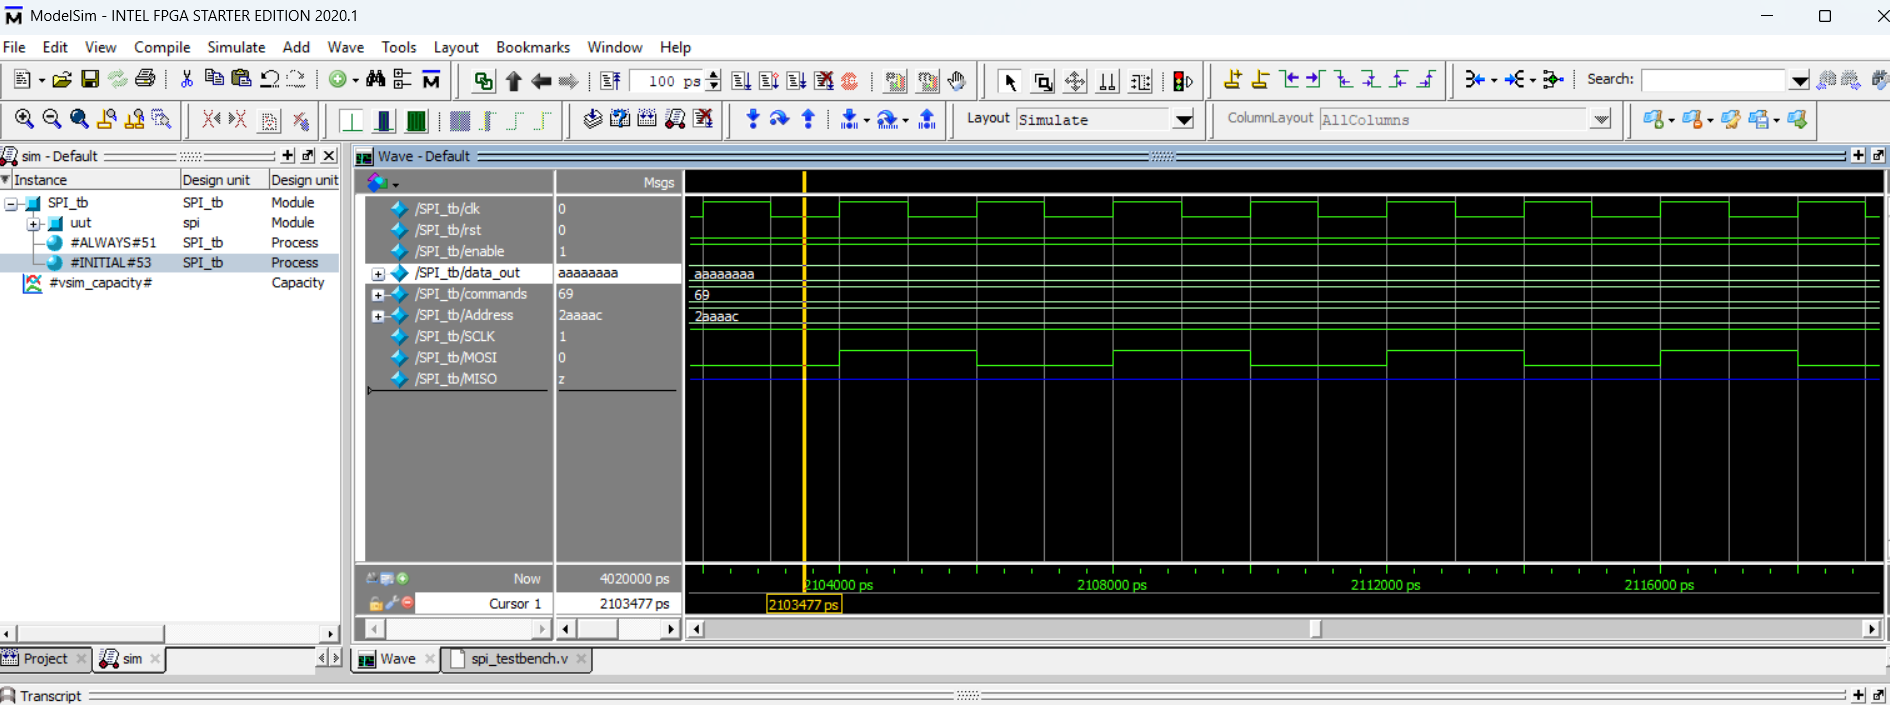 ModelSim - INTEL FPGA STARTER EDITION 2020.1
File Edit View Compile Simulate Add Wave Tools Layout Bookmarks Window Help
100 ps
Search:
Layout Simulate
ColumnLayout AllColumns
sim - Default
Wave - Default
Instance Design unit Design unit
Msgs
SPI_tb SPI_tb Module
uut spi Module
#ALWAYS#51 SPI_tb Process
#INITIAL#53 SPI_tb Process
#vsim_capacity# Capacity
/SPI_tb/clk 0
/SPI_tb/rst 0
/SPI_tb/enable 1
/SPI_tb/data_out aaaaaaaa aaaaaaaa
/SPI_tb/commands 69 69
/SPI_tb/Address 2aaaac 2aaaac
/SPI_tb/SCLK 1
/SPI_tb/MOSI 0
/SPI_tb/MISO z
Now 4020000 ps 2104000 ps 2108000 ps 2112000 ps 2116000 ps
Cursor 1 2103477 ps 2103477 ps
Project sim
Wave spi_testbench.v
Transcript